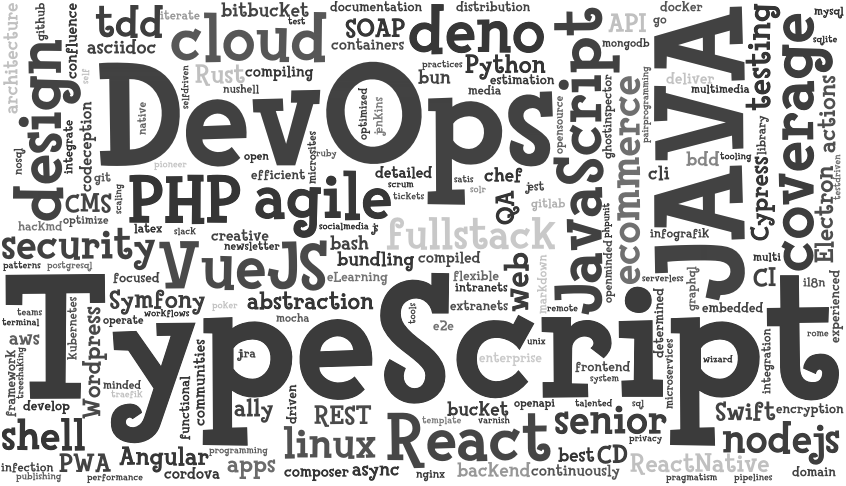 architecture
github
confluence
tdd
iterate
bitbucket
test
documentation
distribution
docker
go
mysql
sqlite
asciidoc
cloud
SOAP
containers
deno
API
mongodb
design
self
Rust
compiling
practices
bun
Python
estimation
opensource
JavaScript
ghostinspector
pairprogramming
deliver
JAVA
testing
coverage
DevOps
native
selfdriven
nushell
optimized
jenkins
media
multimedia
nosql
integrate
codeception
pioneer
open
microsites
ruby
ecommerce
bdd
tooling
library
Cypress
actions
Electron
testdriven
git
scaling
PHP
efficient
agile
detailed
scrum
tickets
satis
solr
chef
jest
QA
gitlab
cli
CMS
hacKmd
optimize
latex
slack
creative
newsletter
socialmedia
bash
fullstack
openminded
phpunit
infografik
security
patterns
postgresql
focused
VueJS
bundling
compiled
eLearning
flexible
intranets
extranets
web
markdown
serverless
graphql
multi
CI
i18n
experienced
teams
terminal
kubernetes
Symfony
operate
workflows
poker
abstraction
mocha
tools
e2e
remote
determined
embedded
TypeScript
aws
Wordpress
framework
treeshaking
jira
unix
enterprise
frontend
system
microservices
wizard
integration
rome
develop
minded
traefik
functional
communities
a11y
driven
REST
template
bucket
varnish
openapi
talented
sql
Swift
encryption
shell
infection
publishing
PWA
performance
Angular
cordova
programming
apps
linux
composer
async
React
nginx
backend
continuously
senior
best
CD
privacy
ReactNative
pragmatism
nodejs
pipelines
domain